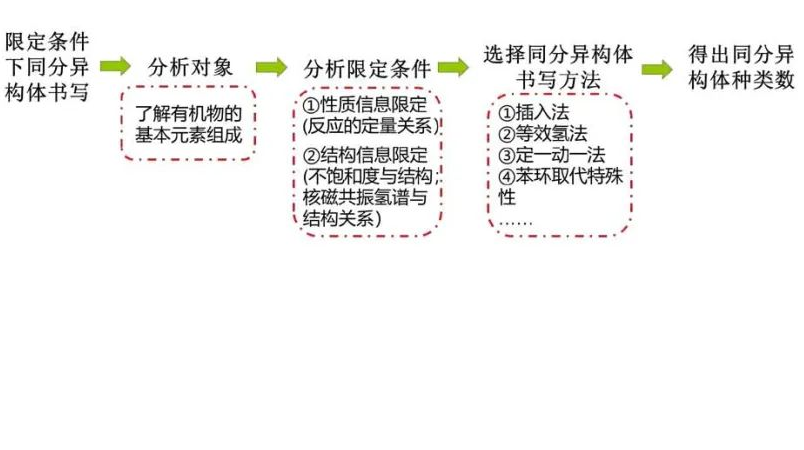 限定条件
下同分异
构体书写
分析对象
了解有机物的
基本元素组成
分析限定条件
①性质信息限定
(反应的定量关系)
②结构信息限定
(不饱和度与结构;
核磁共振氢谱与
结构关系)
选择同分异构体
书写方法
①插入法
②等效氢法
③定一动一法
④苯环取代特殊
性
……
得出同分异
构体种类数